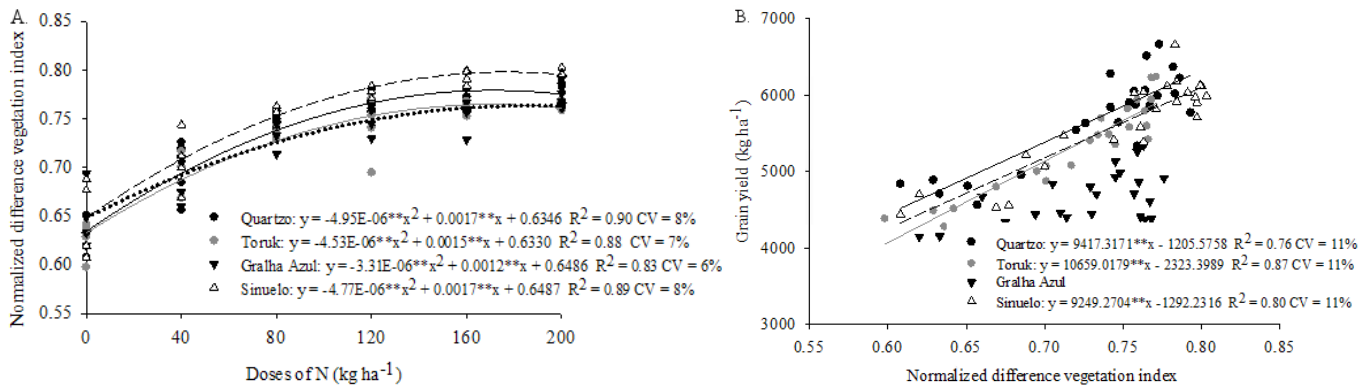 A.
Normalized difference vegetation index
0.85
0.80
0.75
0.70
0.65
0.60
0.55
Quartzo: y = -4.95E-06**x² + 0.0017**x + 0.6346 R² = 0.90 CV = 8%
Toruk: y = -4.53E-06**x² + 0.0015**x + 0.6330 R² = 0.88 CV = 7%
Gralha Azul: y = -3.31E-06**x² + 0.0012**x + 0.6486 R² = 0.83 CV = 6%
Sinuelo: y = -4.77E-06**x² + 0.0017**x + 0.6487 R² = 0.89 CV = 8%
0 40 80 120 160 200
Doses of N (kg ha⁻¹)
B.
Grain yield (kg ha⁻¹)
7000
6000
5000
4000
3000
Quartzo: y = 9417.3171**x - 1205.5758 R² = 0.76 CV = 11%
Toruk: y = 10659.0179**x - 2323.3989 R² = 0.87 CV = 11%
Gralha Azul
Sinuelo: y = 9249.2704**x -1292.2316 R² = 0.80 CV = 11%
0.55 0.60 0.65 0.70 0.75 0.80 0.85
Normalized difference vegetation index